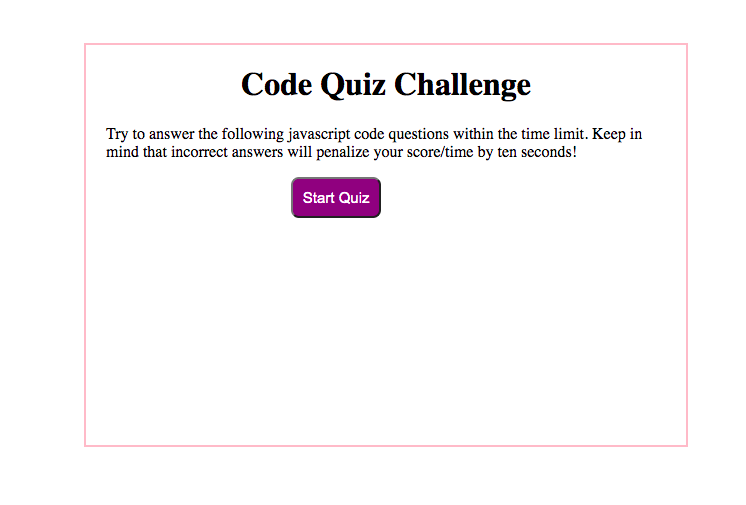 Code Quiz Challenge
Try to answer the following javascript code questions within the time limit. Keep in
mind that incorrect answers will penalize your score/time by ten seconds!
Start Quiz